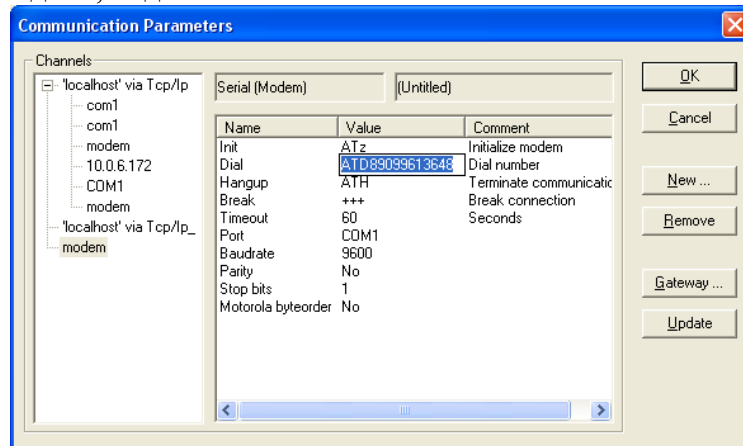 Communication Parameters
Channels
'localhost' via Tcp/Ip
com1
com1
modem
10.0.6.172
COM1
modem
'localhost' via Tcp/Ip_
modem
Serial (Modem) (Untitled)
Name Value Comment
Init ATz Initialize modem
Dial ATD89099613648 Dial number
Hangup ATH Terminate communicatic
Break +++ Break connection
Timeout 60 Seconds
Port COM1
Baudrate 9600
Parity No
Stop bits 1
Motorola byteorder No
OK
Cancel
New ...
Remove
Gateway ...
Update